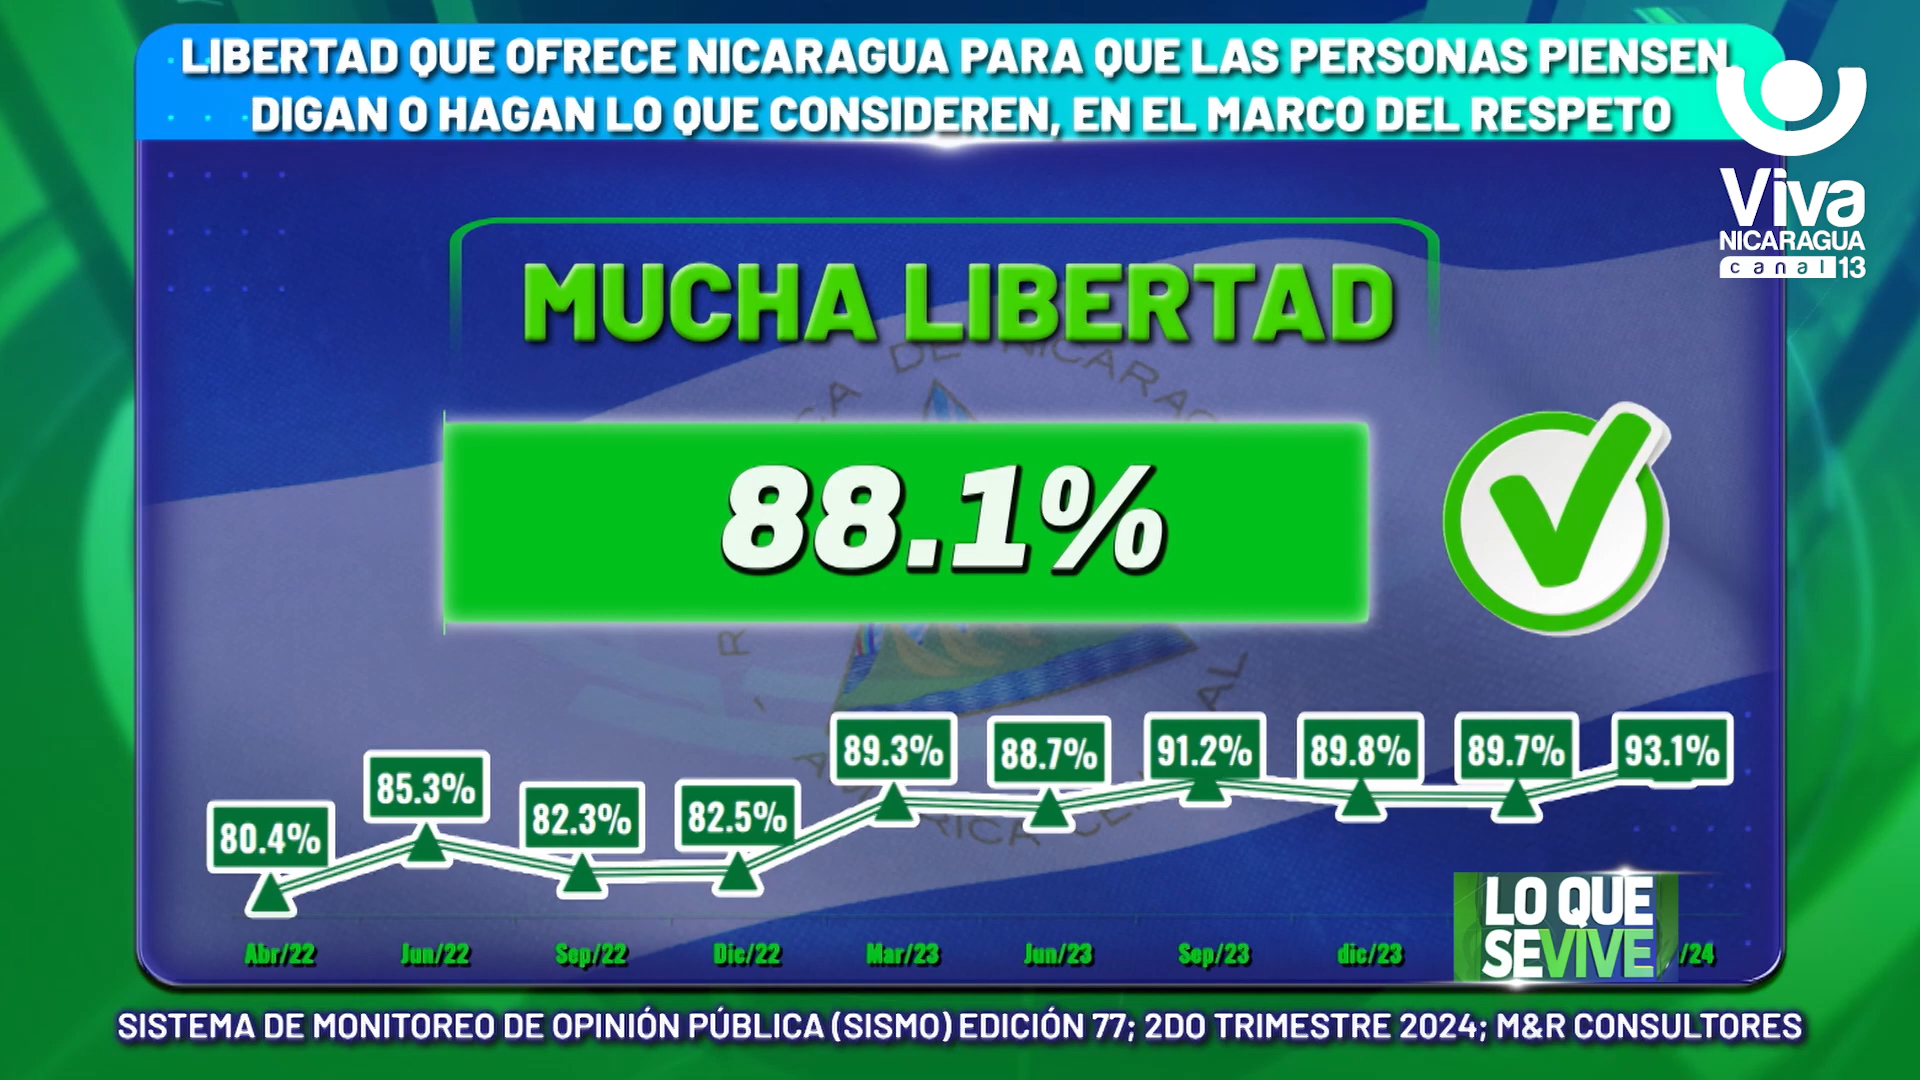 LIBERTAD QUE OFRECE NICARAGUA PARA QUE LAS PERSONAS PIENSEN
DIGAN O HAGAN LO QUE CONSIDEREN, EN EL MARCO DEL RESPETO
Viva
NICARAGUA
canal 13
MUCHA LIBERTAD
DE NICARAG
88.1%
80.4% 85.3% 82.3% 82.5% 89.3% 88.7% 91.2% 89.8% 89.7% 93.1%
Abr/22 Jun/22 Sep/22 Dic/22 Mar/23 Jun/23 Sep/23 dic/23 /24
LO QUE
SEVIVE
SISTEMA DE MONITOREO DE OPINIÓN PÚBLICA (SISMO) EDICIÓN 77; 2DO TRIMESTRE 2024; M&R CONSULTORES